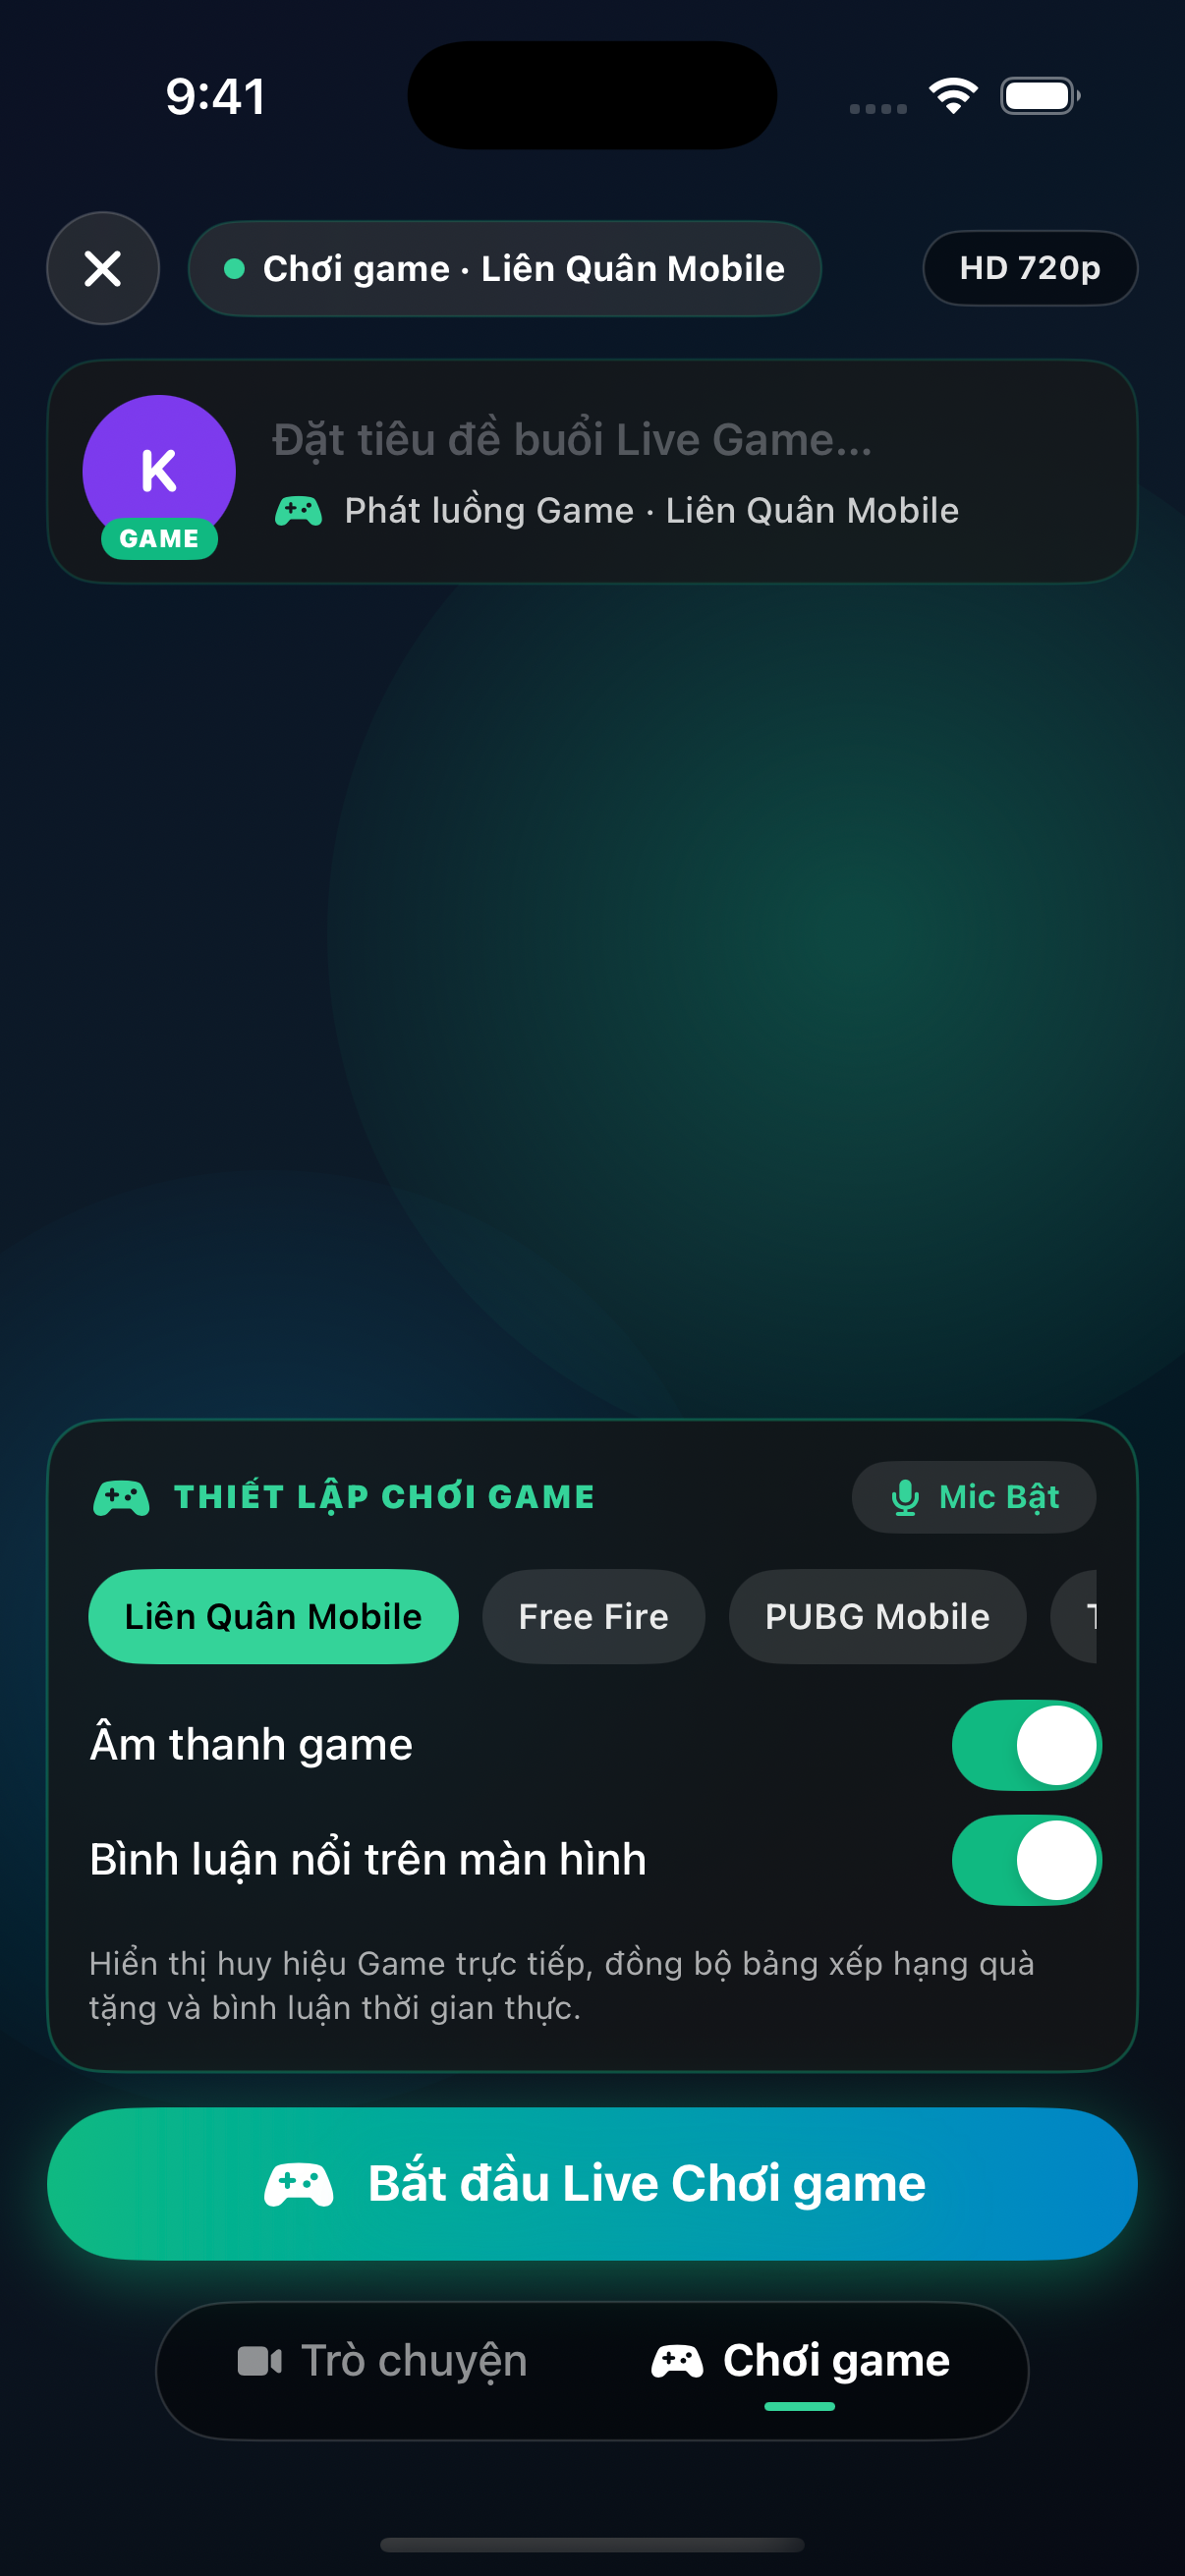 9:41
Chơi game · Liên Quân Mobile
HD 720p
K
GAME
Đặt tiêu đề buổi Live Game...
Phát luồng Game · Liên Quân Mobile
THIẾT LẬP CHƠI GAME
Mic Bật
Liên Quân Mobile
Free Fire
PUBG Mobile
Âm thanh game
Bình luận nổi trên màn hình
Hiển thị huy hiệu Game trực tiếp, đồng bộ bảng xếp hạng quà
tặng và bình luận thời gian thực.
Bắt đầu Live Chơi game
Trò chuyện
Chơi game